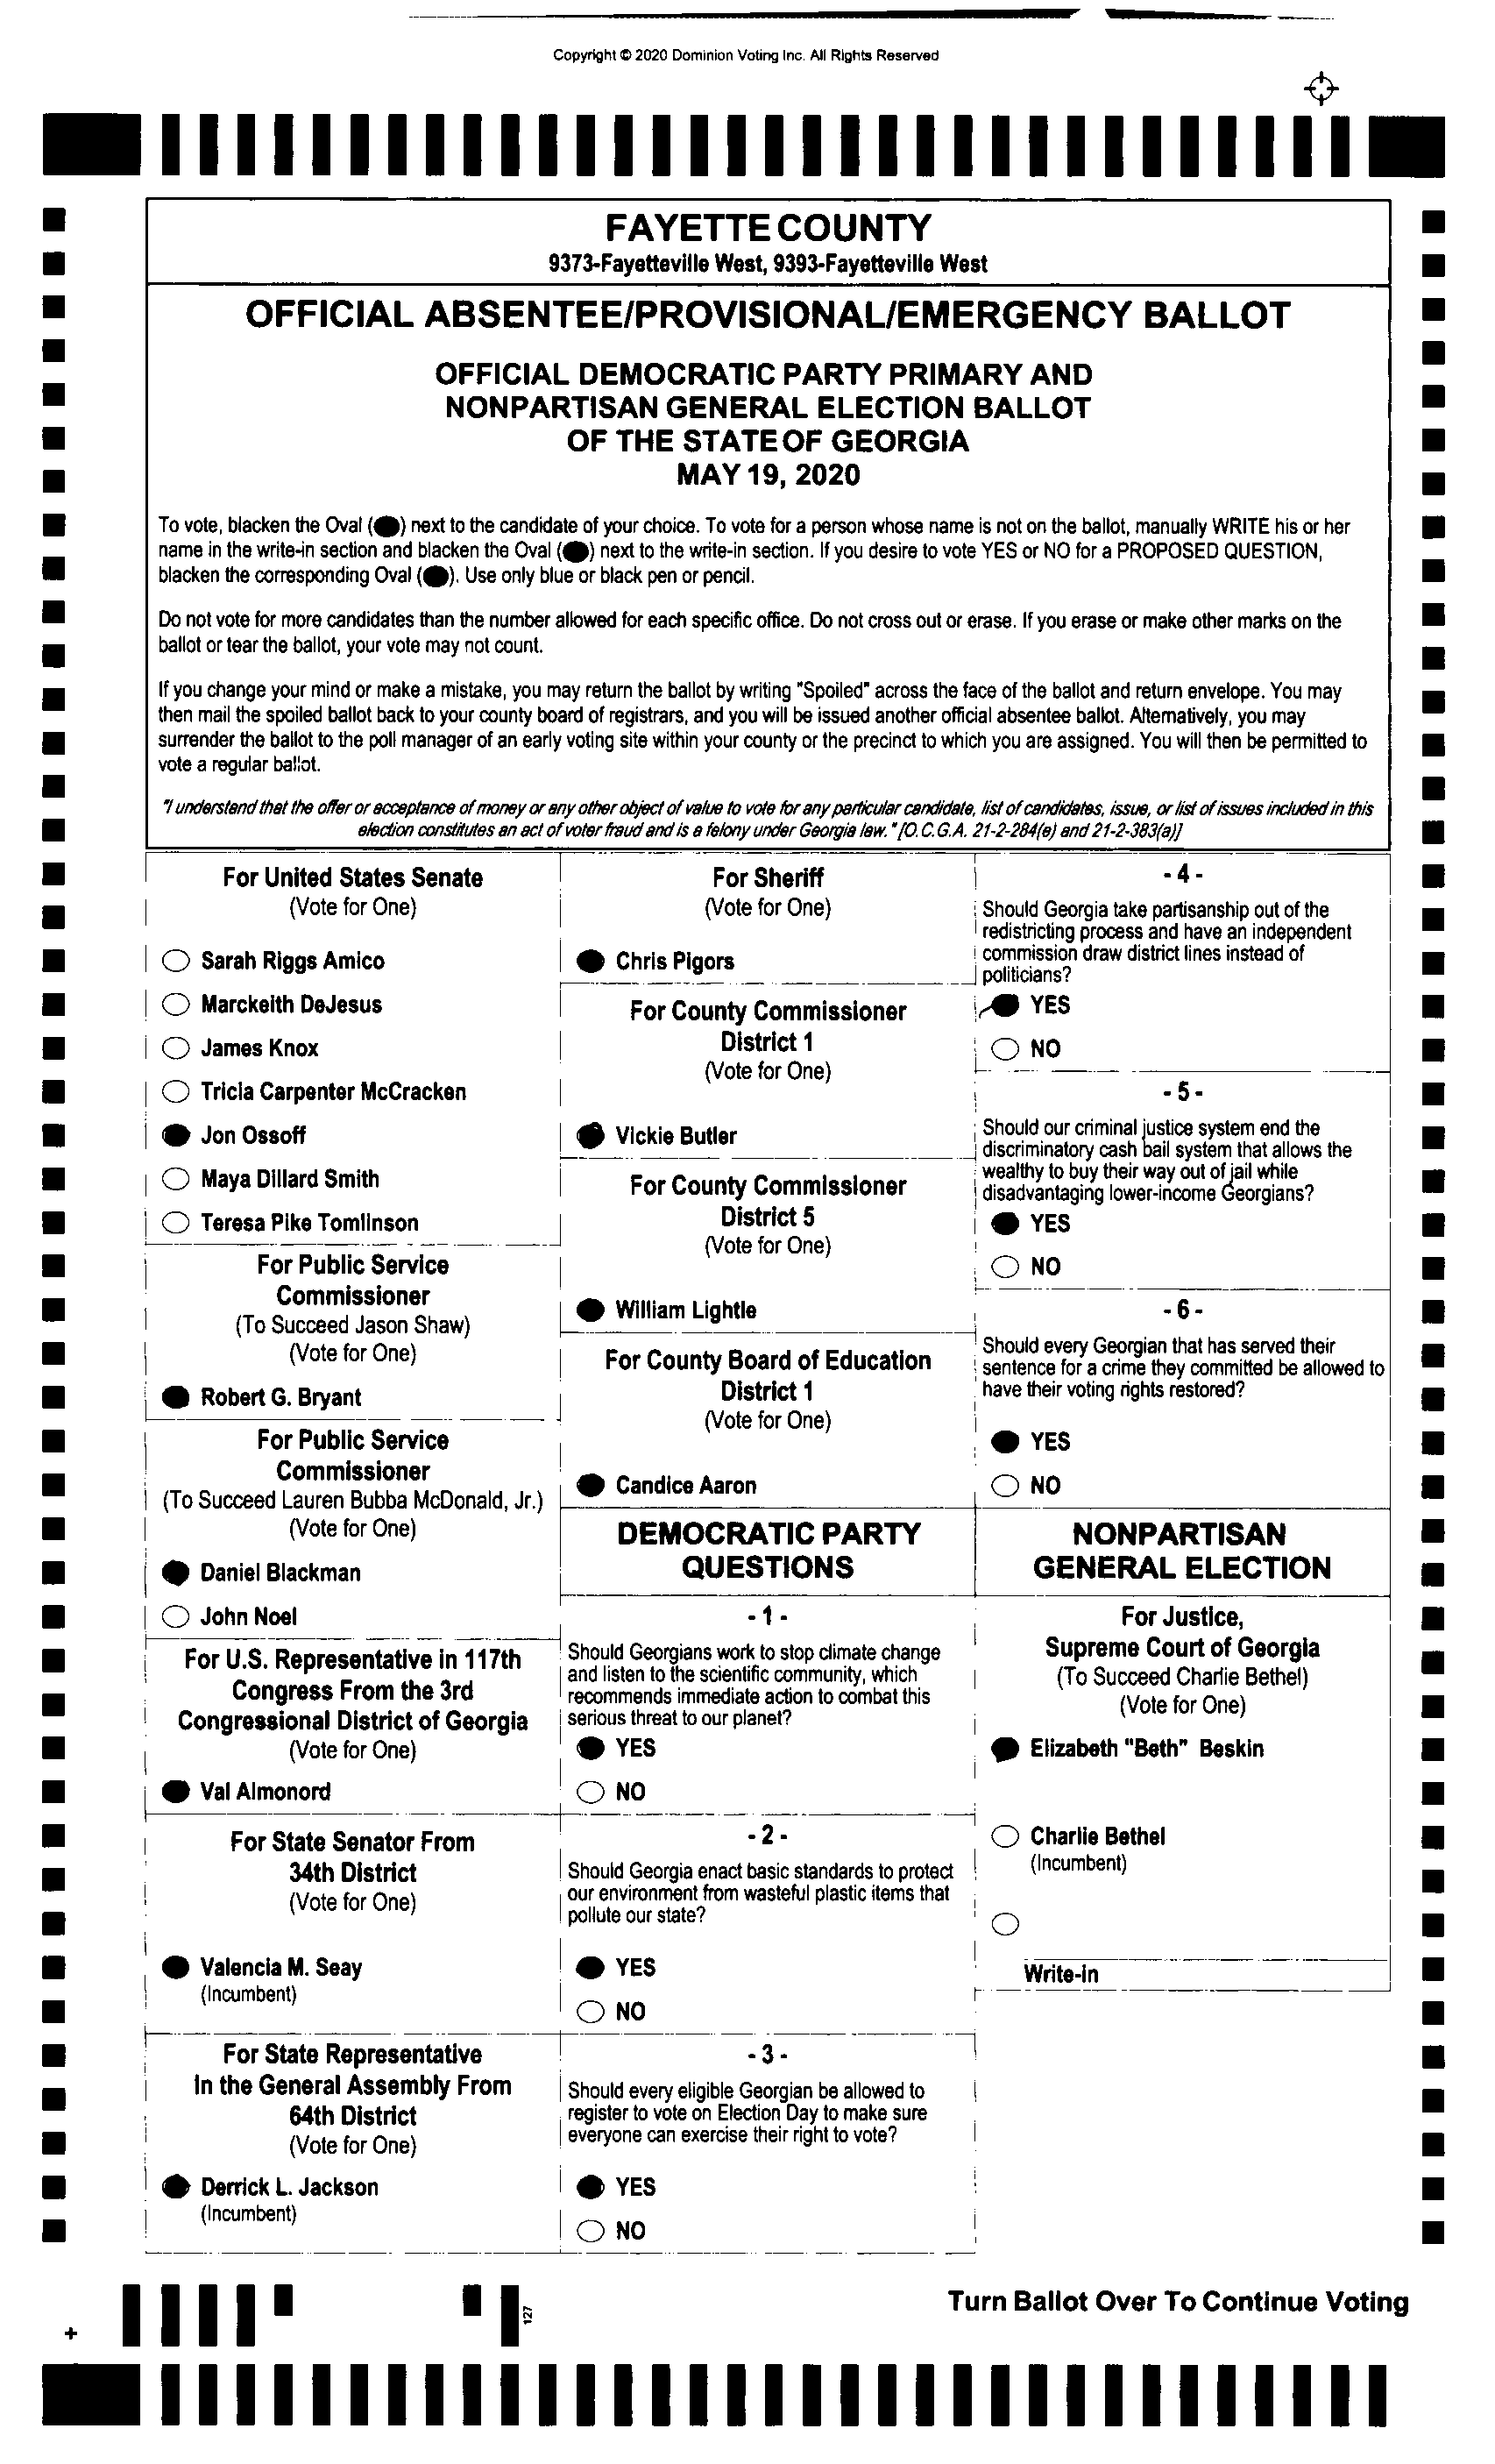 Copyright © 2020 Dominion Voting Inc. All Rights Reserved
FAYETTE COUNTY
9373-Fayetteville West, 9393-Fayetteville West
OFFICIAL ABSENTEE/PROVISIONAL/EMERGENCY BALLOT
OFFICIAL DEMOCRATIC PARTY PRIMARY AND
NONPARTISAN GENERAL ELECTION BALLOT
OF THE STATE OF GEORGIA
MAY 19, 2020
To vote, blacken the Oval (●) next to the candidate of your choice. To vote for a person whose name is not on the ballot, manually WRITE his or her
name in the write-in section and blacken the Oval (●) next to the write-in section. If you desire to vote YES or NO for a PROPOSED QUESTION,
blacken the corresponding Oval (●). Use only blue or black pen or pencil.
Do not vote for more candidates than the number allowed for each specific office. Do not cross out or erase. If you erase or make other marks on the
ballot or tear the ballot, your vote may not count.
If you change your mind or make a mistake, you may return the ballot by writing "Spoiled" across the face of the ballot and return envelope. You may
then mail the spoiled ballot back to your county board of registrars, and you will be issued another official absentee ballot. Alternatively, you may
surrender the ballot to the poll manager of an early voting site within your county or the precinct to which you are assigned. You will then be permitted to
vote a regular ballot.
"I understand that the offer or acceptance of money or any other object of value to vote for any particular candidate, list of candidates, issue, or list of issues included in this
election constitutes an act of voter fraud and is a felony under Georgia law." [O.C.G.A. 21-2-284(e) and 21-2-383(a)]
For United States Senate
(Vote for One)
Sarah Riggs Amico
Marckeith DeJesus
James Knox
Tricia Carpenter McCracken
Jon Ossoff
Maya Dillard Smith
Teresa Pike Tomlinson
For Public Service
Commissioner
(To Succeed Jason Shaw)
(Vote for One)
Robert G. Bryant
For Public Service
Commissioner
(To Succeed Lauren Bubba McDonald, Jr.)
(Vote for One)
Daniel Blackman
John Noel
For U.S. Representative in 117th
Congress From the 3rd
Congressional District of Georgia
(Vote for One)
Val Almonord
For State Senator From
34th District
(Vote for One)
Valencia M. Seay
(Incumbent)
For State Representative
In the General Assembly From
64th District
(Vote for One)
Derrick L. Jackson
(Incumbent)
For Sheriff
(Vote for One)
Chris Pigors
For County Commissioner
District 1
(Vote for One)
Vickie Butler
For County Commissioner
District 5
(Vote for One)
William Lightle
For County Board of Education
District 1
(Vote for One)
Candice Aaron
DEMOCRATIC PARTY
QUESTIONS
- 1 -
Should Georgians work to stop climate change
and listen to the scientific community, which
recommends immediate action to combat this
serious threat to our planet?
YES
NO
- 2 -
Should Georgia enact basic standards to protect
our environment from wasteful plastic items that
pollute our state?
YES
NO
- 3 -
Should every eligible Georgian be allowed to
register to vote on Election Day to make sure
everyone can exercise their right to vote?
YES
NO
- 4 -
Should Georgia take partisanship out of the
redistricting process and have an independent
commission draw district lines instead of
politicians?
YES
NO
- 5 -
Should our criminal justice system end the
discriminatory cash bail system that allows the
wealthy to buy their way out of jail while
disadvantaging lower-income Georgians?
YES
NO
- 6 -
Should every Georgian that has served their
sentence for a crime they committed be allowed to
have their voting rights restored?
YES
NO
NONPARTISAN
GENERAL ELECTION
For Justice,
Supreme Court of Georgia
(To Succeed Charlie Bethel)
(Vote for One)
Elizabeth "Beth" Beskin
Charlie Bethel
(Incumbent)
Write-in
127
Turn Ballot Over To Continue Voting